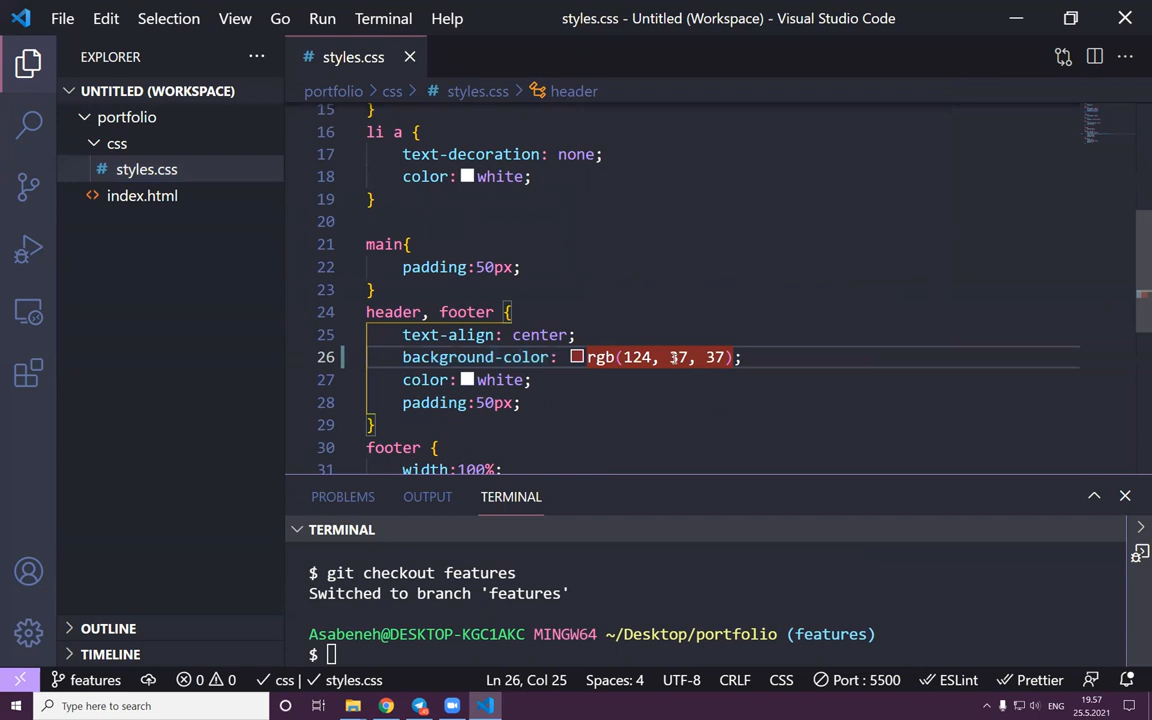 File Edit Selection View Go Run Terminal Help styles.css - Untitled (Workspace) - Visual Studio Code
EXPLORER
# styles.css
UNTITLED (WORKSPACE)
portfolio
css
# styles.css
index.html
portfolio > css > # styles.css > header
15 }
16 li a {
17 text-decoration: none;
18 color: white;
19 }
20
21 main{
22 padding:50px;
23 }
24 header, footer {
25 text-align: center;
26 background-color: rgb(124, 37, 37);
27 color: white;
28 padding:50px;
29 }
30 footer {
31 width:100%;
PROBLEMS OUTPUT TERMINAL
TERMINAL
$ git checkout features
Switched to branch 'features'
Asabeneh@DESKTOP-KGC1AKC MINGW64 ~/Desktop/portfolio (features)
$
OUTLINE
TIMELINE
features 0 0 css | styles.css Ln 26, Col 25 Spaces: 4 UTF-8 CRLF CSS Port : 5500 ESLint Prettier
Type here to search
ENG
19.57
25.5.2021